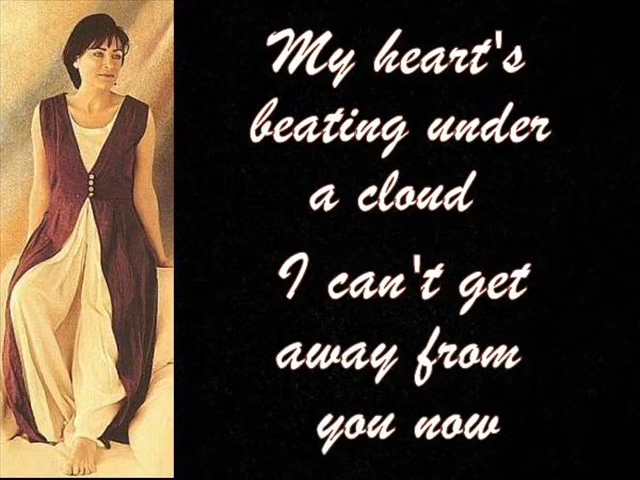 My heart's
beating under
a cloud
I can't get
away from
you now